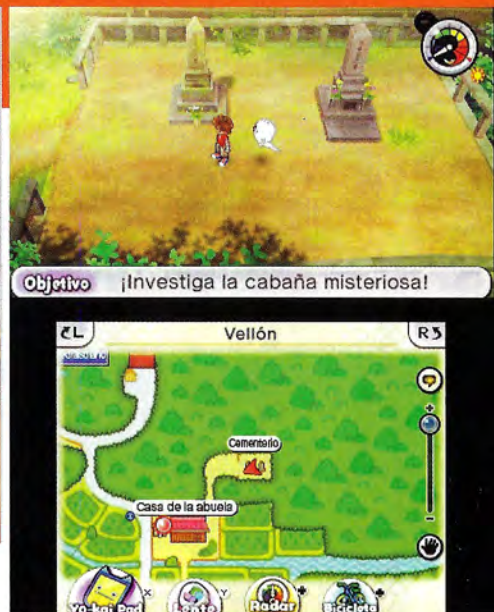 Objetivo ¡Investiga la cabaña misteriosa!
L Vellón R
Cementerio
Casa de la abuela
Yo-kai Pad X
Lente Y
Radar
Bicicleta